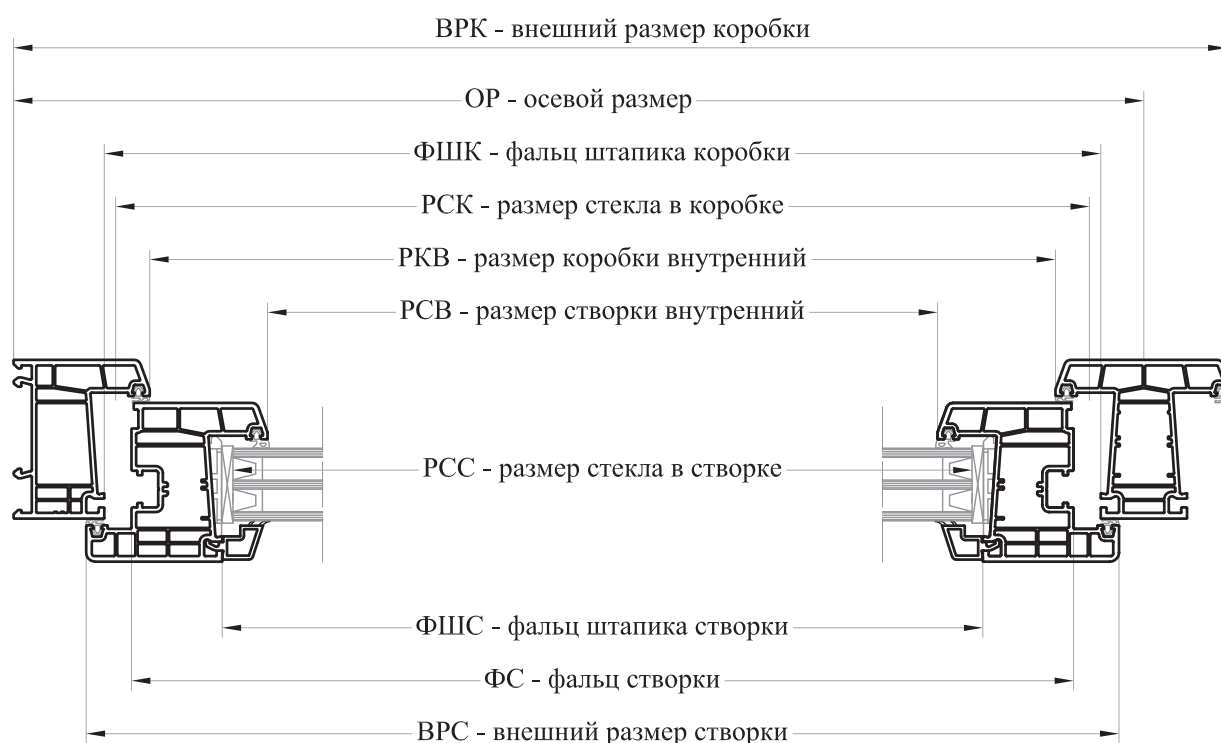 ВРК - внешний размер коробки
ОР - осевой размер
ФШК - фальц штапика коробки
РСК - размер стекла в коробке
РКВ - размер коробки внутренний
РСВ - размер створки внутренний
РСС - размер стекла в створке
ФШС - фальц штапика створки
ФС - фальц створки
ВРС - внешний размер створки